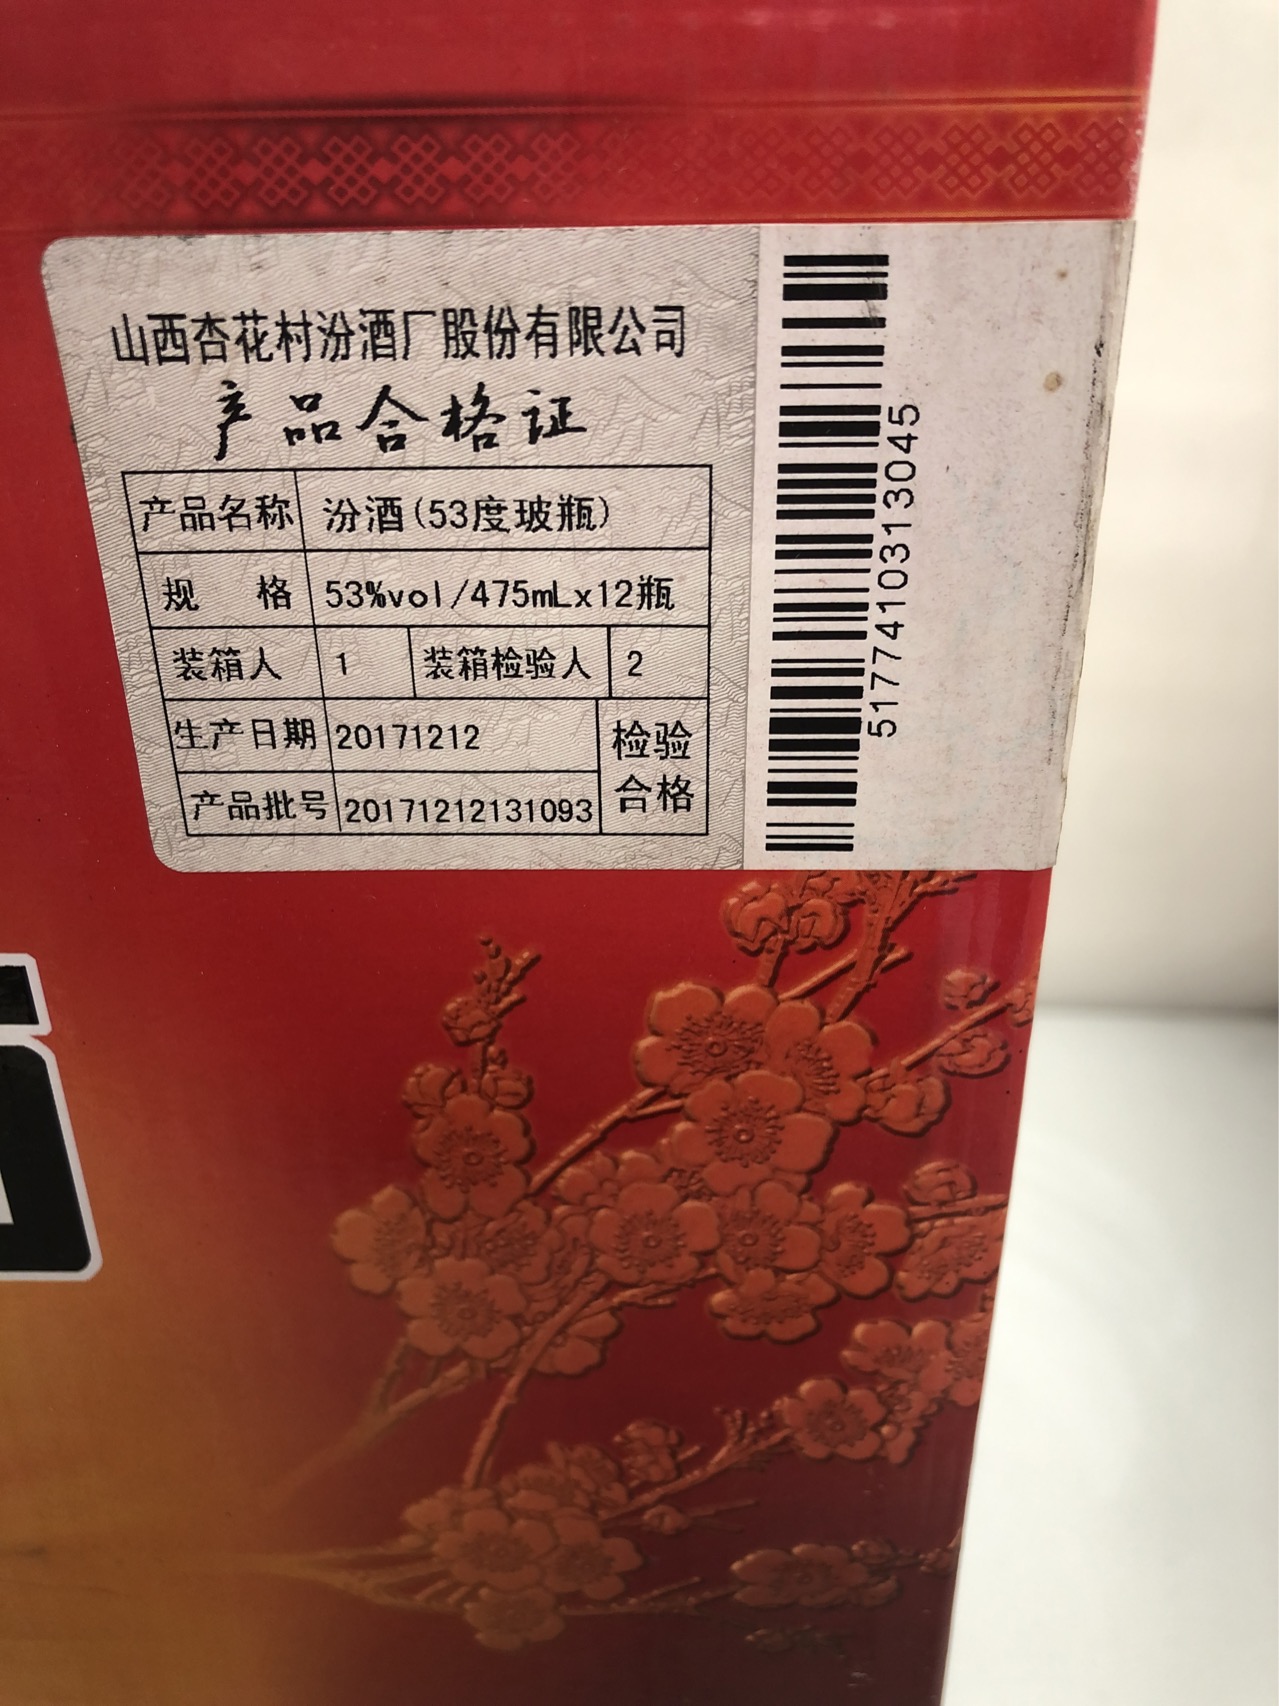 山西杏花村汾酒厂股份有限公司
产品合格证
产品名称 汾酒(53度玻瓶)
规 格 53%vol/475mLx12瓶
装箱人 1 装箱检验人 2
生产日期 20171212 检验
产品批号 20171212131093 合格
5177410313045